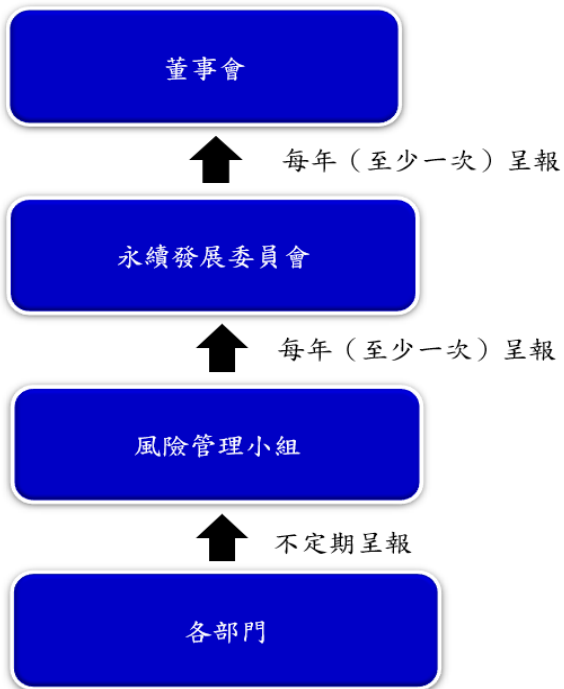 董事會
每年（至少一次）呈報
永續發展委員會
每年（至少一次）呈報
風險管理小組
不定期呈報
各部門